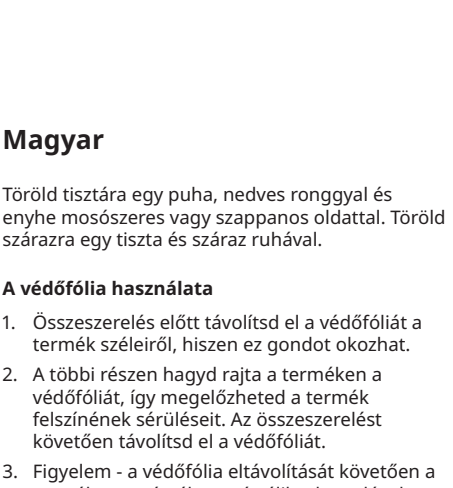 Magyar
Töröld tisztára egy puha, nedves ronggyal és
enyhe mosószeres vagy szappanos oldattal. Töröld
szárazra egy tiszta és száraz ruhával.
A védőfólia használata
1. Összeszerelés előtt távolítsd el a védőfóliát a
termék széleiről, hiszen ez gondot okozhat.
2. A többi részen hagyd rajta a terméken a
védőfóliát, így megelőzheted a termék
felszínének sérüléseit. Az összeszerelést
követően távolítsd el a védőfóliát.
3. Figyelem - a védőfólia eltávolítását követően a